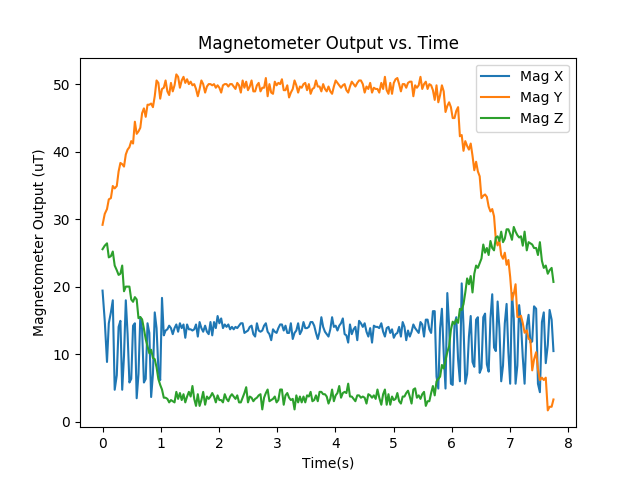 Magnetometer Output vs. Time
Mag X
Mag Y
Mag Z
Magnetometer Output (uT)
50
40
30
20
10
0
0 1 2 3 4 5 6 7 8
Time(s)